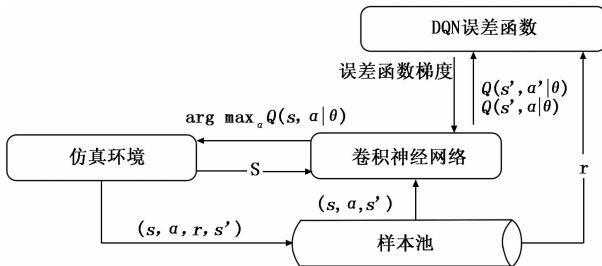 DQN误差函数
误差函数梯度
Q(s',a'|θ)
Q(s',a|θ)
arg maxₐQ(s,a|θ)
仿真环境
S
卷积神经网络
r
(s,a,s')
(s,a,r,s')
样本池